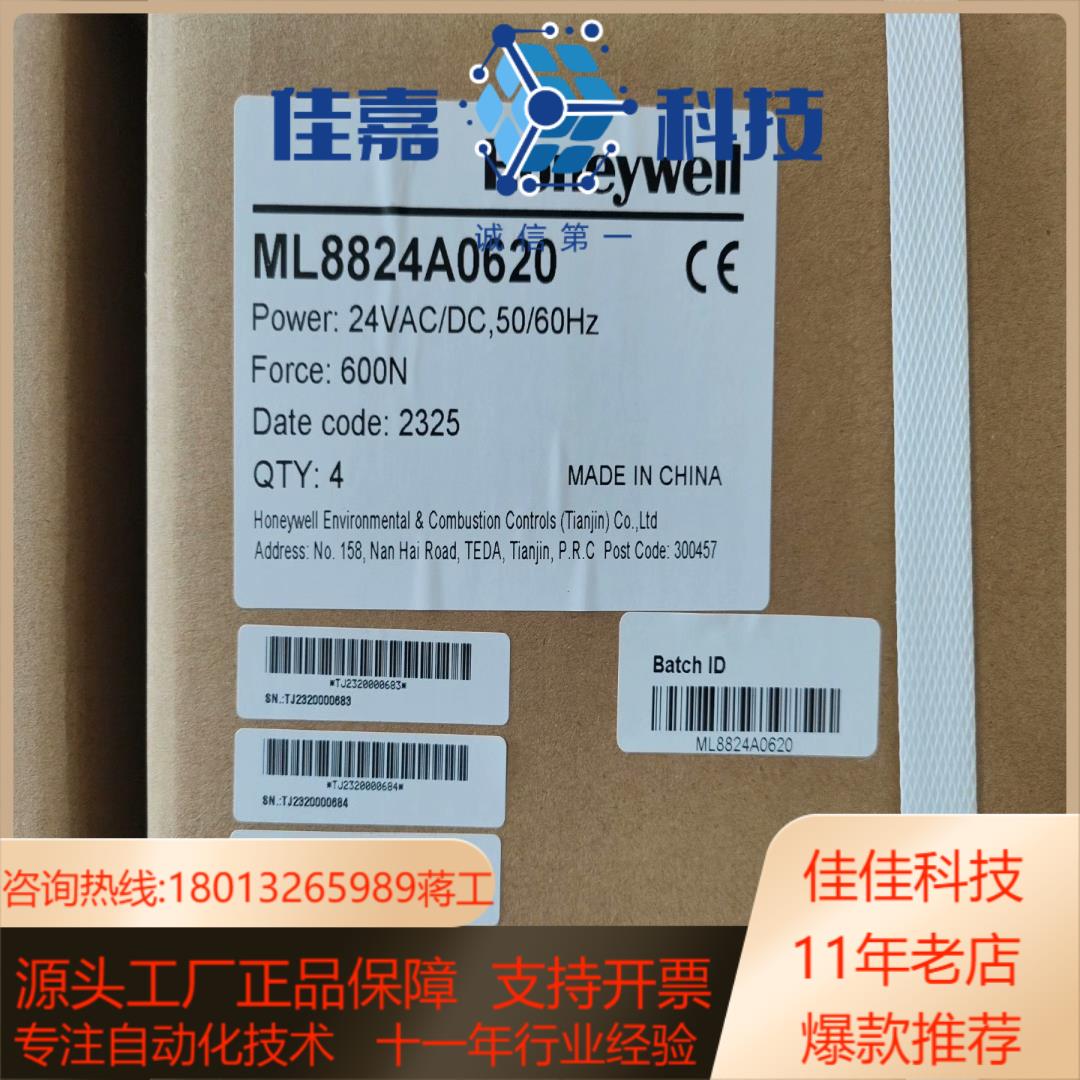 佳嘉 科技
Honeywell
诚信第一
ML8824A0620
CE
Power: 24VAC/DC,50/60Hz
Force: 600N
Date code: 2325
QTY: 4
MADE IN CHINA
Honeywell Environmental & Combustion Controls (Tianjin) Co.,Ltd
Address: No. 158, Nan Hai Road, TEDA, Tianjin, P.R.C Post Code: 300457
*TJ2320000683*
SN.:TJ2320000683
Batch ID
ML8824A0620
*TJ2320000684*
SN.:TJ2320000684
咨询热线:18013265989蒋工
佳佳科技
11年老店
爆款推荐
源头工厂正品保障 支持开票
专注自动化技术 十一年行业经验